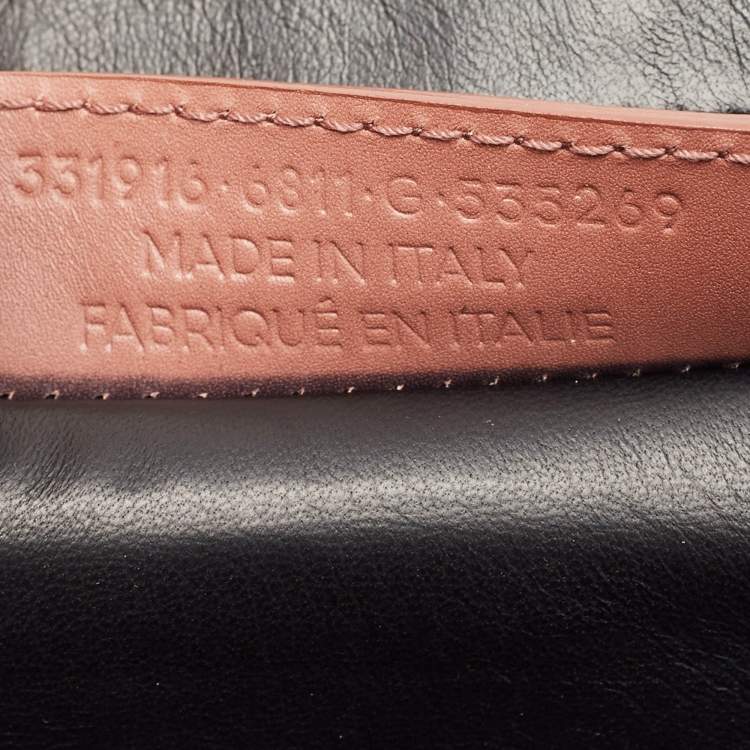 331916·6811·G·535269
MADE IN ITALY
FABRIQUÉ EN ITALIE